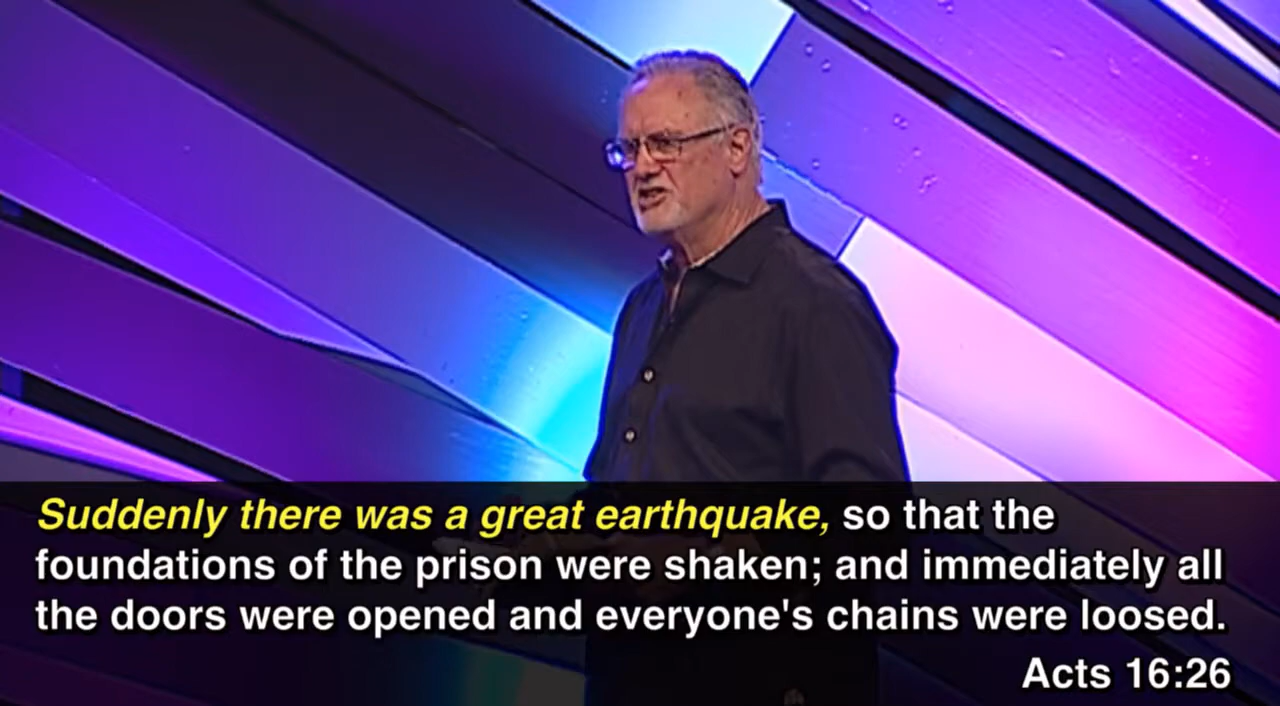 Suddenly there was a great earthquake, so that the
foundations of the prison were shaken; and immediately all
the doors were opened and everyone's chains were loosed.
Acts 16:26